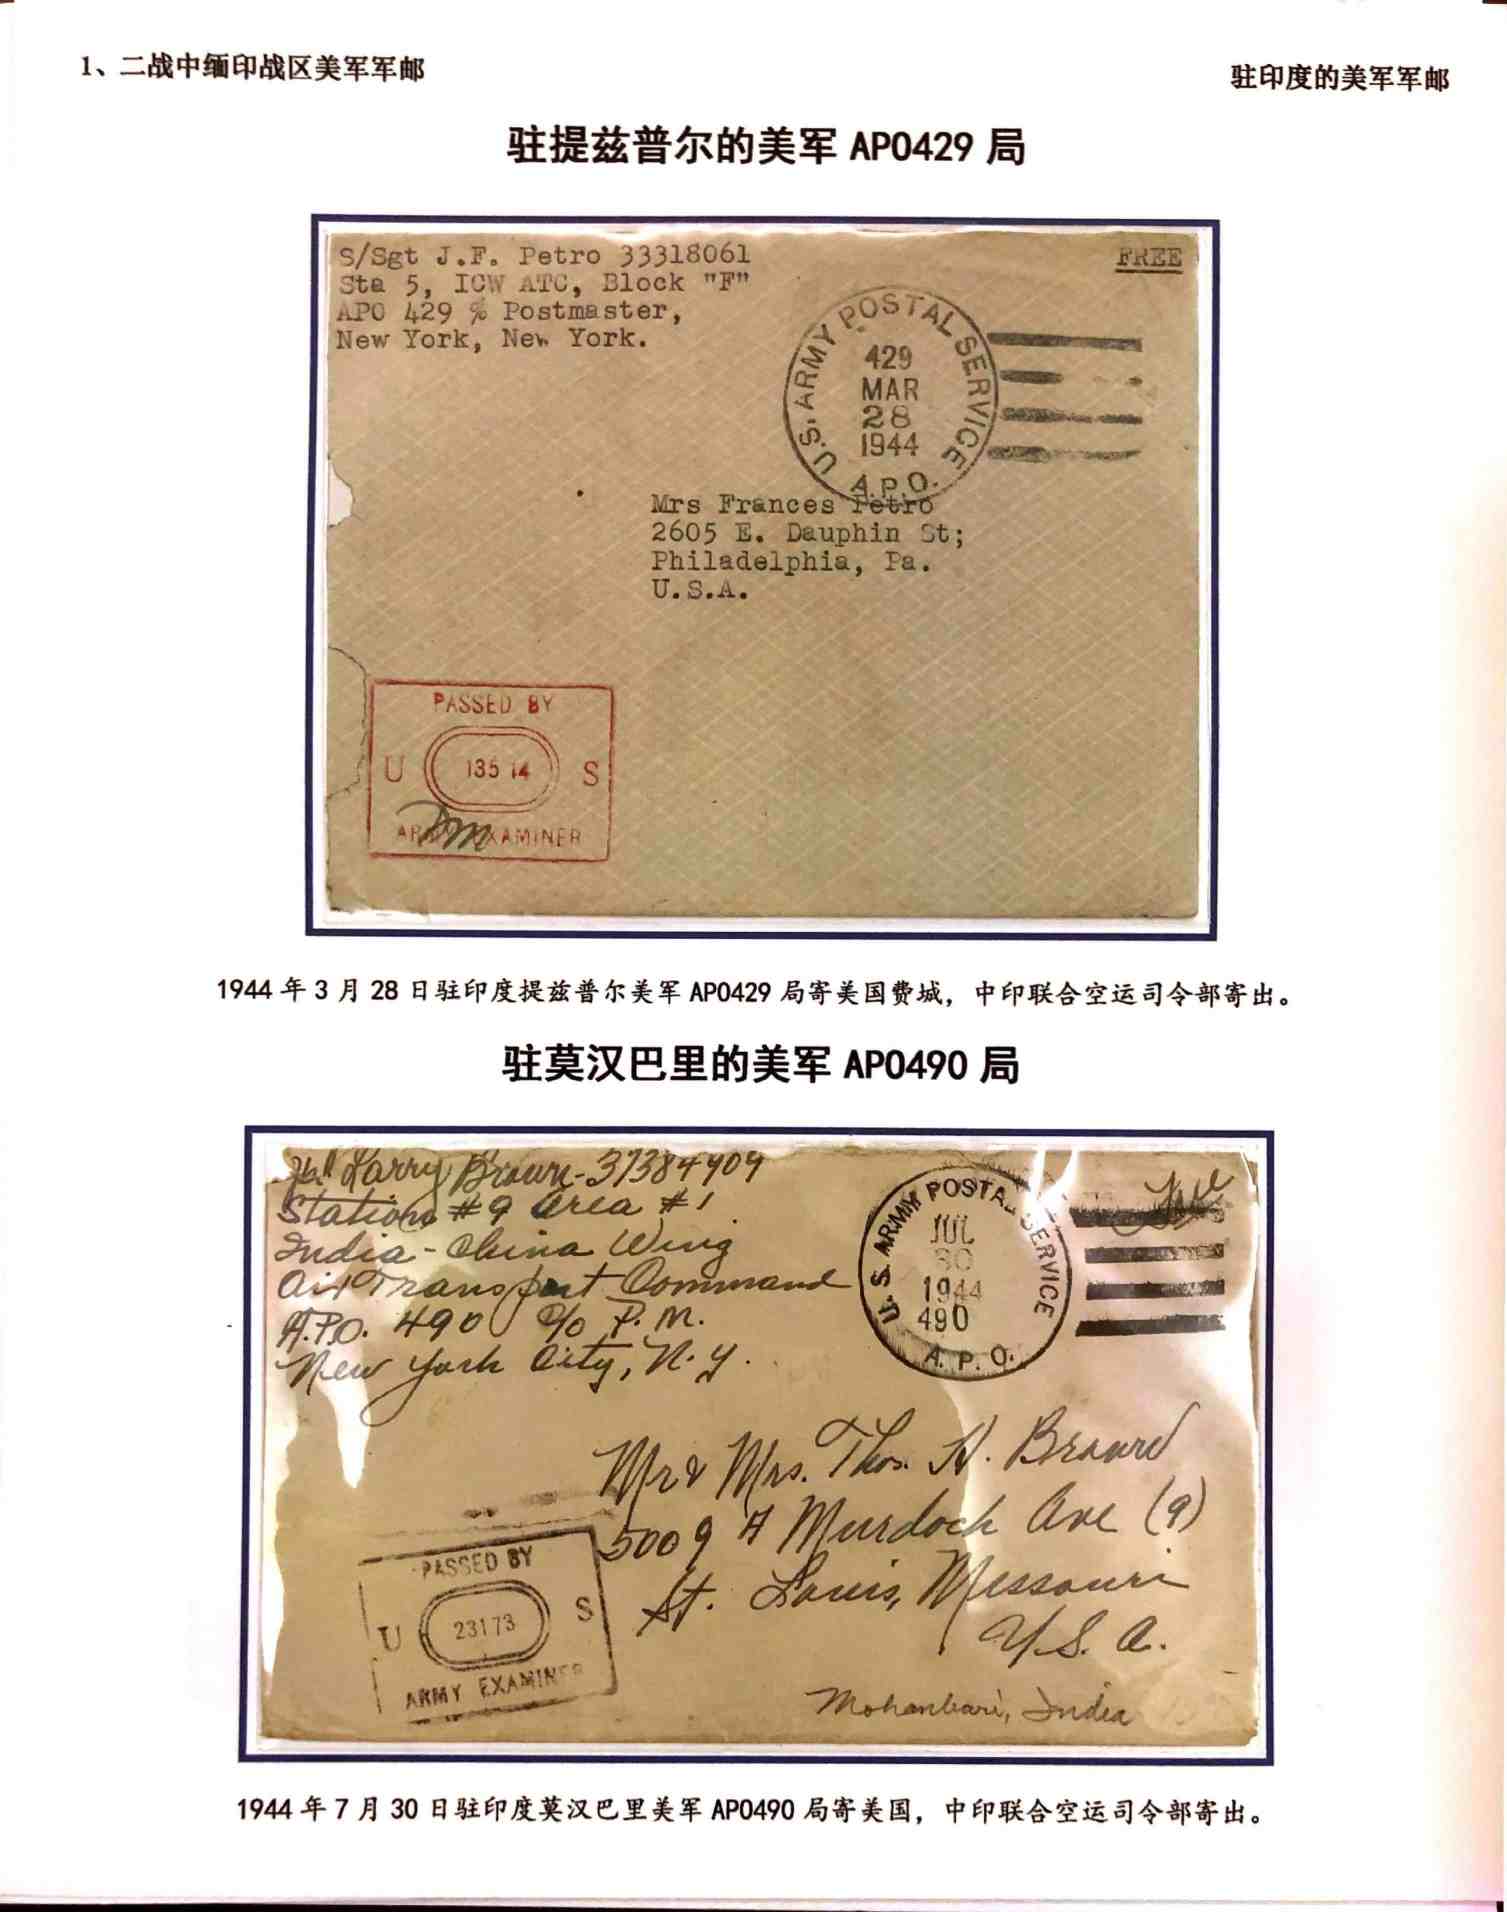 1、二战中缅印战区美军军邮
驻印度的美军军邮
驻提兹普尔的美军 APO429 局
S/Sgt J.F. Petro 33318061
Sta 5, ICW ATC, Block "F"
APO 429 % Postmaster,
New York, New York.
FREE
U.S. ARMY POSTAL SERVICE
429
MAR
28
1944
A.P.O.
Mrs Frances Petro
2605 E. Dauphin St;
Philadelphia, Pa.
U.S.A.
PASSED BY
U 13514 S
ARMY EXAMINER
1944 年 3 月 28 日驻印度提兹普尔美军 APO429 局寄美国费城，中印联合空运司令部寄出。
驻莫汉巴里的美军 APO490 局
Larry Brown - 37384409
Station #9 Area #1
India - China Wing
Air Transport Command
A.P.O. 490 c/o P.M.
New York City, N.Y.
U.S. ARMY POSTAL SERVICE
JUL
30
1944
490
A.P.O.
Free
Mr & Mrs. Thos. H. Brown
5009 A Murdoch Ave (9)
St. Louis, Missouri
U.S.A.
PASSED BY
U 23173 S
ARMY EXAMINER
Mohanbari, India
1944 年 7 月 30 日驻印度莫汉巴里美军 APO490 局寄美国，中印联合空运司令部寄出。